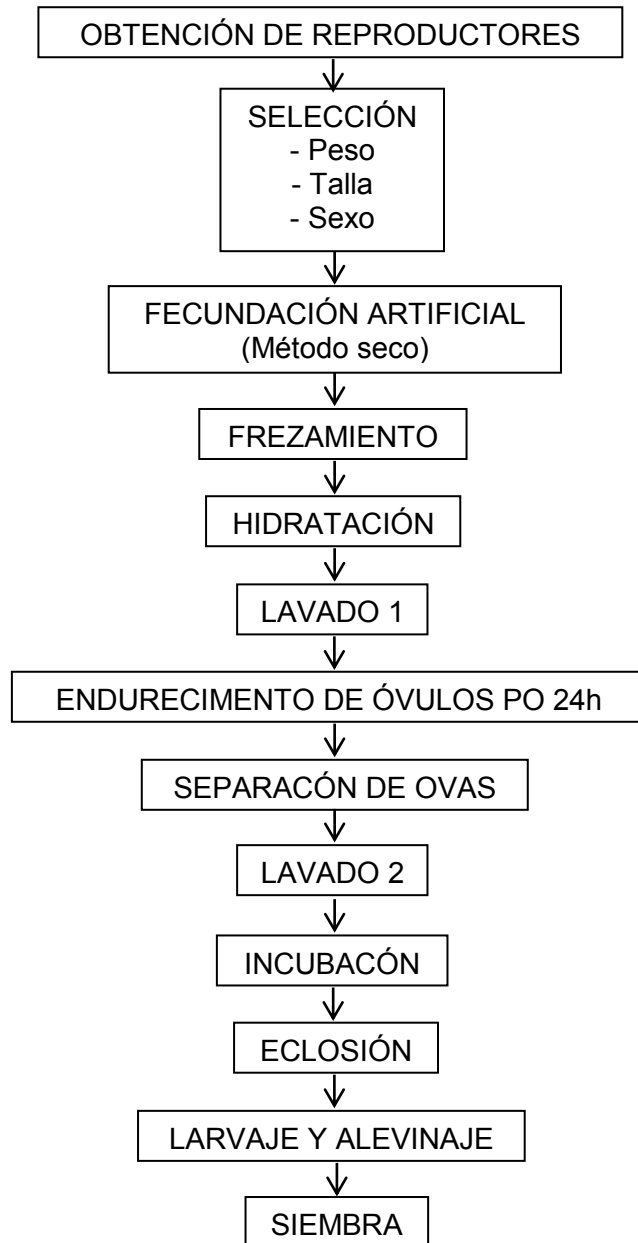 OBTENCIÓN DE REPRODUCTORES
SELECCIÓN
- Peso
- Talla
- Sexo
FECUNDACIÓN ARTIFICIAL
(Método seco)
FREZAMIENTO
HIDRATACIÓN
LAVADO 1
ENDURECIMENTO DE ÓVULOS PO 24h
SEPARACÓN DE OVAS
LAVADO 2
INCUBACÓN
ECLOSIÓN
LARVAJE Y ALEVINAJE
SIEMBRA